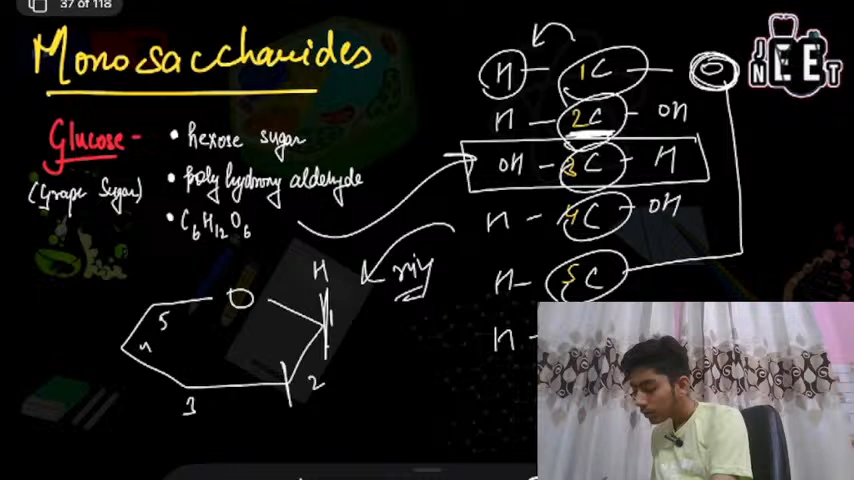 37 of 118
Monosaccharides
Glucose -
(Grape Sugar)
• hexose sugar
• poly hydroxy aldehyde
• C6H12O6
H - 1C - O
H - 2C - OH
OH - 3C - H
H - 4C - OH
H - 5C
H -
ring
H
O
5
1
4
2
3
J
NEET